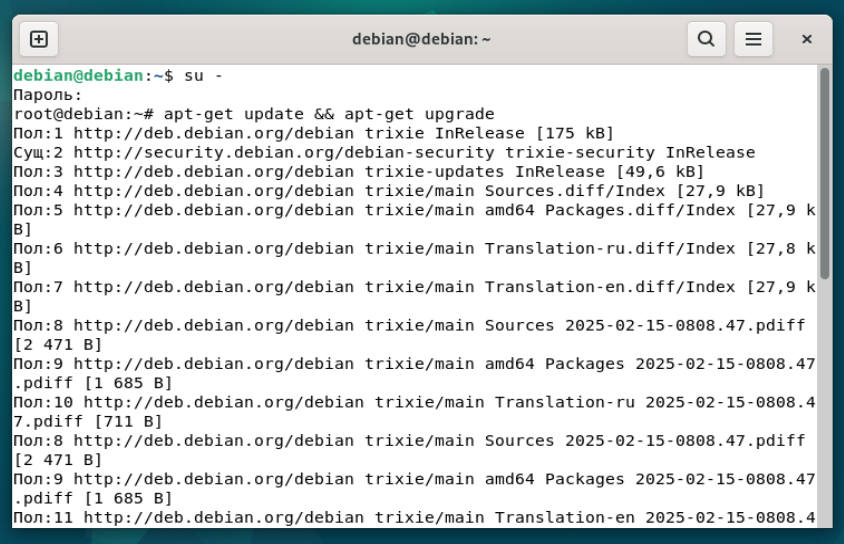 debian@debian: ~
debian@debian:~$ su -
Пароль:
root@debian:~# apt-get update && apt-get upgrade
Пол:1 http://deb.debian.org/debian trixie InRelease [175 kB]
Сущ:2 http://security.debian.org/debian-security trixie-security InRelease
Пол:3 http://deb.debian.org/debian trixie-updates InRelease [49,6 kB]
Пол:4 http://deb.debian.org/debian trixie/main Sources.diff/Index [27,9 kB]
Пол:5 http://deb.debian.org/debian trixie/main amd64 Packages.diff/Index [27,9 k
B]
Пол:6 http://deb.debian.org/debian trixie/main Translation-ru.diff/Index [27,8 k
B]
Пол:7 http://deb.debian.org/debian trixie/main Translation-en.diff/Index [27,9 k
B]
Пол:8 http://deb.debian.org/debian trixie/main Sources 2025-02-15-0808.47.pdiff
[2 471 B]
Пол:9 http://deb.debian.org/debian trixie/main amd64 Packages 2025-02-15-0808.47
.pdiff [1 685 B]
Пол:10 http://deb.debian.org/debian trixie/main Translation-ru 2025-02-15-0808.4
7.pdiff [711 B]
Пол:8 http://deb.debian.org/debian trixie/main Sources 2025-02-15-0808.47.pdiff
[2 471 B]
Пол:9 http://deb.debian.org/debian trixie/main amd64 Packages 2025-02-15-0808.47
.pdiff [1 685 B]
Пол:11 http://deb.debian.org/debian trixie/main Translation-en 2025-02-15-0808.4